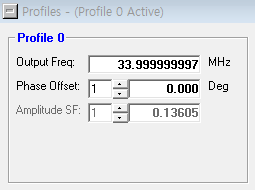 Profiles - (Profile 0 Active)
Profile 0
Output Freq: 33.999999997 MHz
Phase Offset: 1 0.000 Deg
Amplitude SF: 1 0.13605